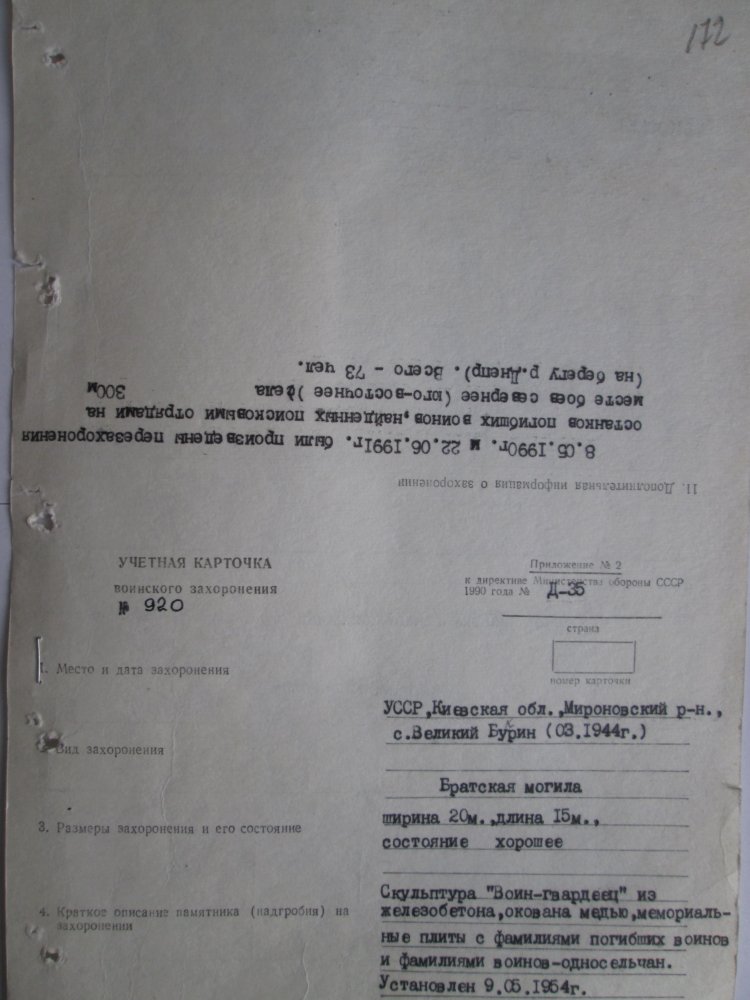 172
11. Дополнительная информация о захоронении
8.05.1990г. и 22.06.1991г. были произведены перезахоронения
останков погибших воинов, найденных поисковыми отрядами на
месте боев севернее (юго-восточнее) села 300м
(на берегу р.Днепр). Всего - 73 чел.
УЧЕТНАЯ КАРТОЧКА
воинского захоронения
№ 920
Приложение № 2
к директиве Министерства обороны СССР
1990 года № Д-35
страна
номер карточки
1. Место и дата захоронения
УССР,Киевская обл.,Мироновский р-н.,
с.Великий Букрин (03.1944г.)
Вид захоронения
Братская могила
3. Размеры захоронения и его состояние
ширина 20м.,длина 15м.,
состояние хорошее
4. Краткое описание памятника (надгробия) на
захоронении
Скульптура "Воин-гвардеец" из
железобетона,окована медью,мемориаль-
ные плиты с фамилиями погибших воинов
и фамилиями воинов-односельчан.
Установлен 9.05.1954г.